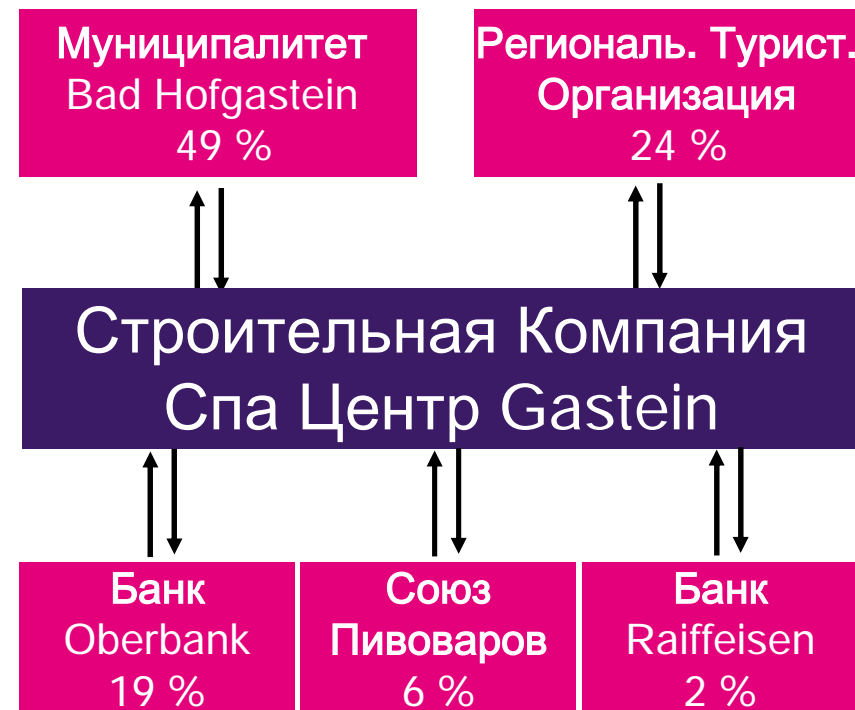 Муниципалитет
Bad Hofgastein
49 %
Региональ. Турист.
Организация
24 %
Строительная Компания
Спа Центр Gastein
Банк
Oberbank
19 %
Союз
Пивоваров
6 %
Банк
Raiffeisen
2 %